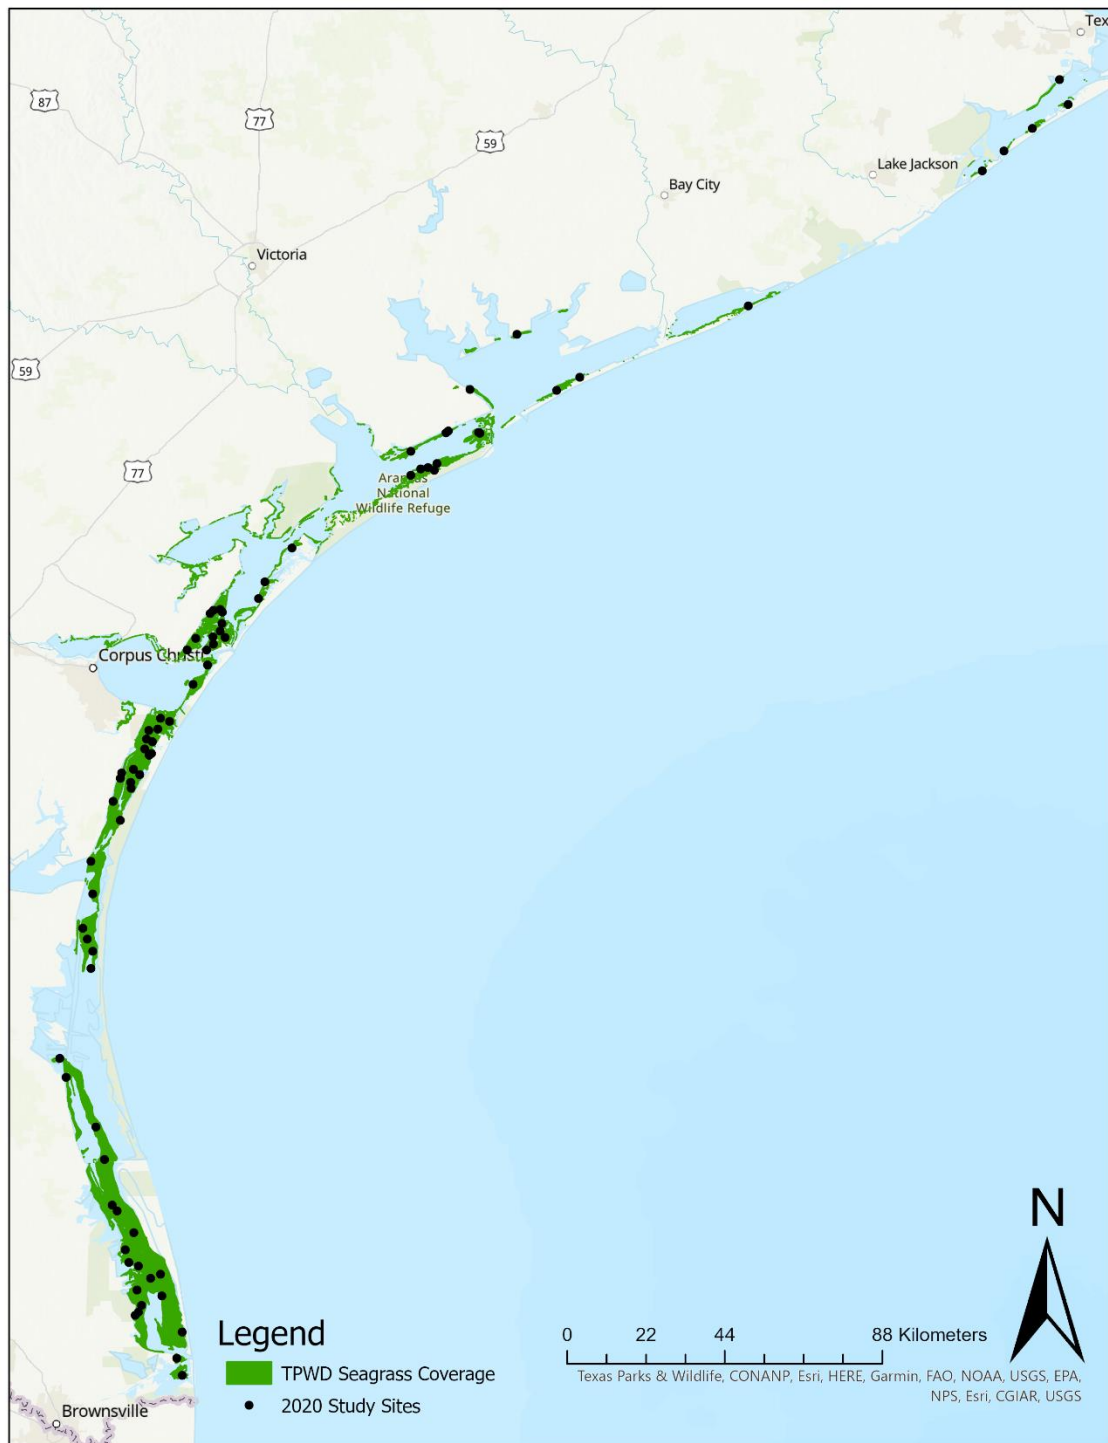 Tex
87
77
59
Lake Jackson
Bay City
Victoria
59
77
Aransas
National
Wildlife Refuge
Corpus Christi
N
Legend
0 22 44 88 Kilometers
TPWD Seagrass Coverage
Texas Parks & Wildlife, CONANP, Esri, HERE, Garmin, FAO, NOAA, USGS, EPA,
NPS, Esri, CGIAR, USGS
2020 Study Sites
Brownsville